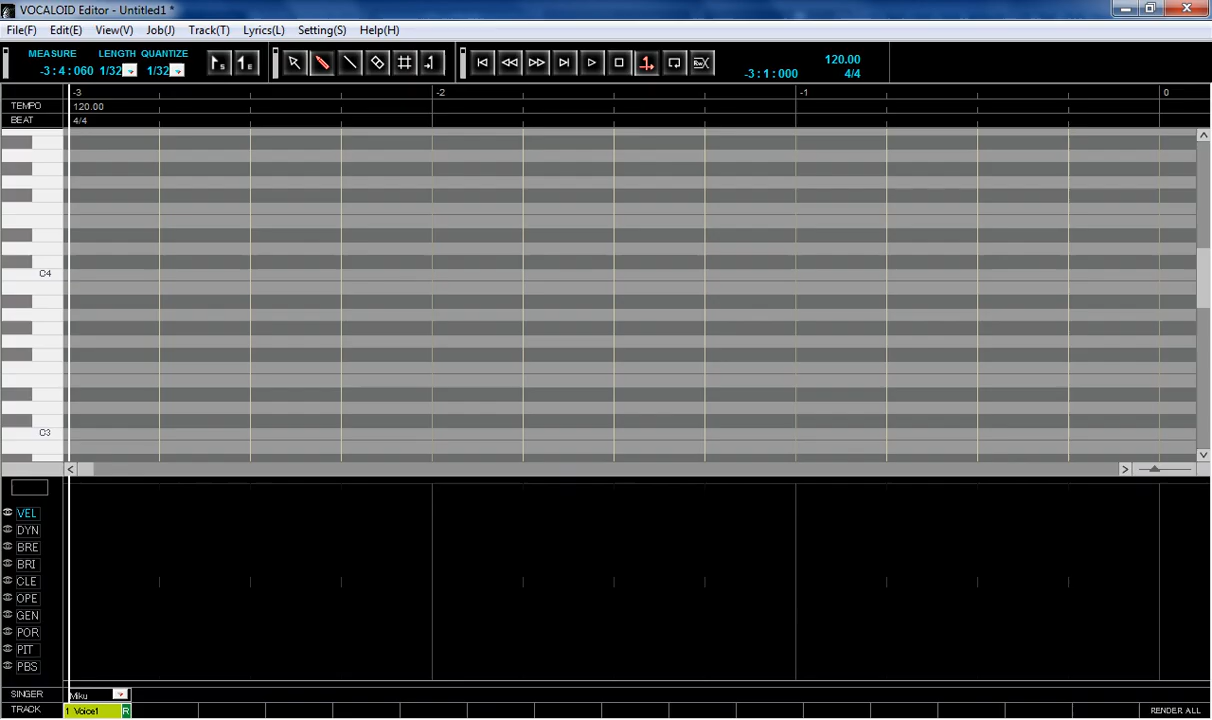 VOCALOID Editor - Untitled1 *
File(F) Edit(E) View(V) Job(J) Track(T) Lyrics(L) Setting(S) Help(H)
MEASURE LENGTH QUANTIZE
-3:4:060 1/32 1/32
-3:1:000
120.00
4/4
-3 -2 -1 0
TEMPO 120.00
BEAT 4/4
C4
C3
VEL
DYN
BRE
BRI
CLE
OPE
GEN
POR
PIT
PBS
SINGER Miku
TRACK 1 Voice1 R RENDER ALL